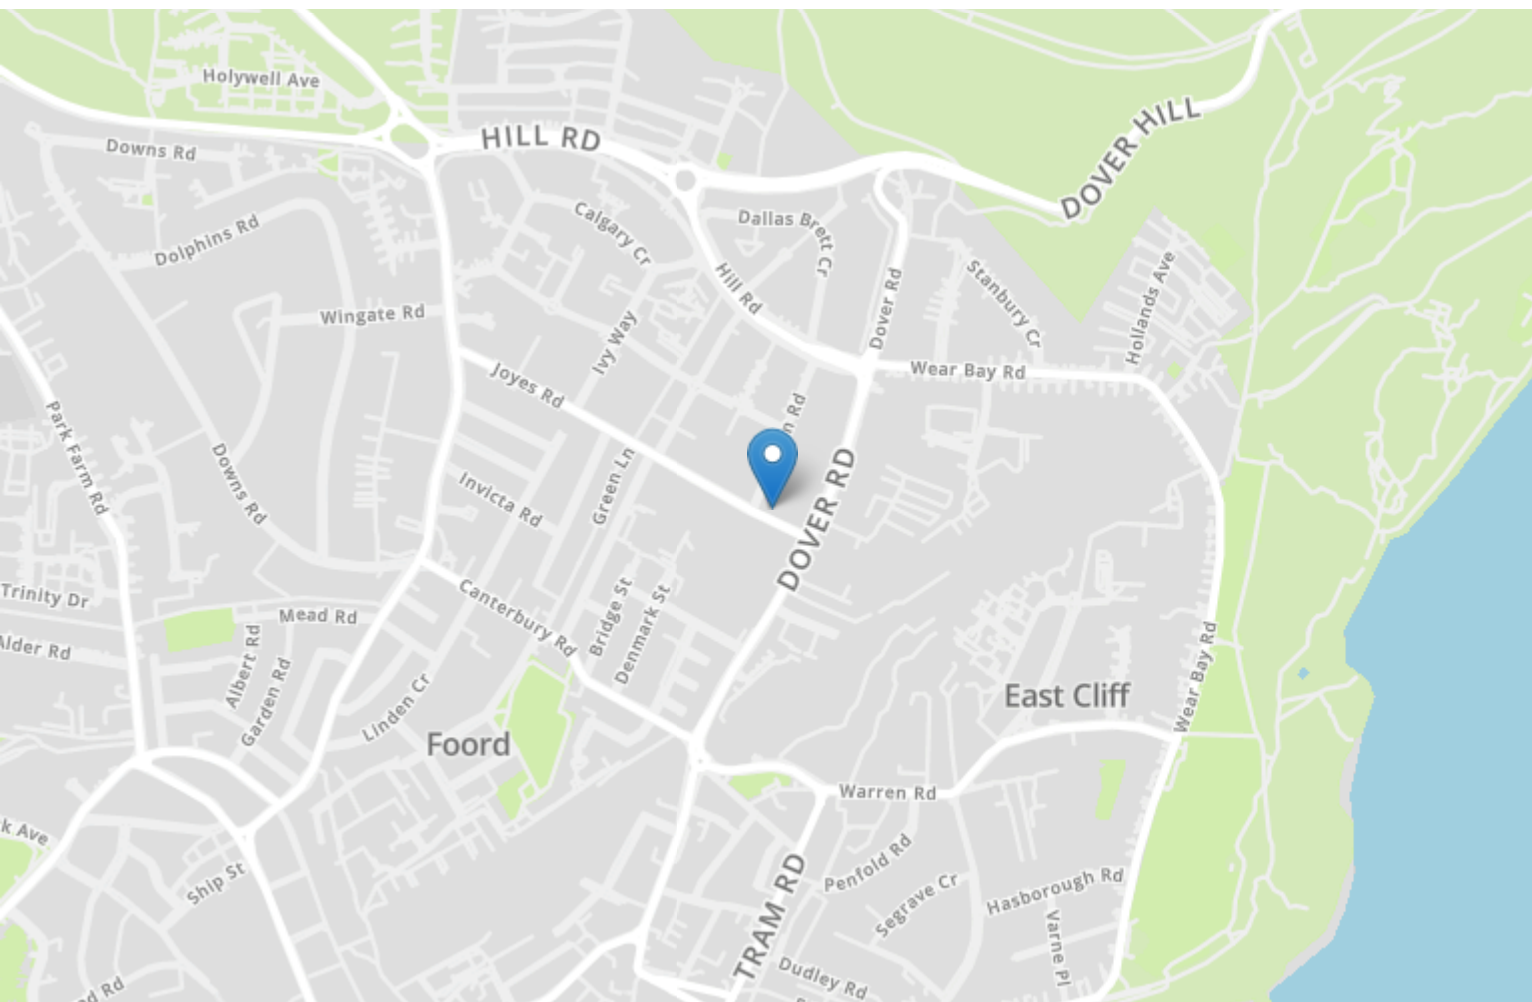 Holywell Ave
HILL RD
DOVER HILL
Downs Rd
Dolphins Rd
Calgary Cr
Dallas Brett Cr
Hill Rd
Dover Rd
Stanbury Cr
Hollands Ave
Wingate Rd
Ivy Way
Wear Bay Rd
Joyes Rd
Park Farm Rd
Downs Rd
Invicta Rd
Green Ln
n Rd
DOVER RD
Trinity Dr
Mead Rd
Canterbury Rd
Bridge St
Denmark St
Alder Rd
Albert Rd
Garden Rd
Linden Cr
Foord
East Cliff
Wear Bay Rd
Warren Rd
k Ave
Ship St
TRAM RD
Penfold Rd
Segrave Cr
Hasborough Rd
Varne Pl
Dudley Rd
d Rd